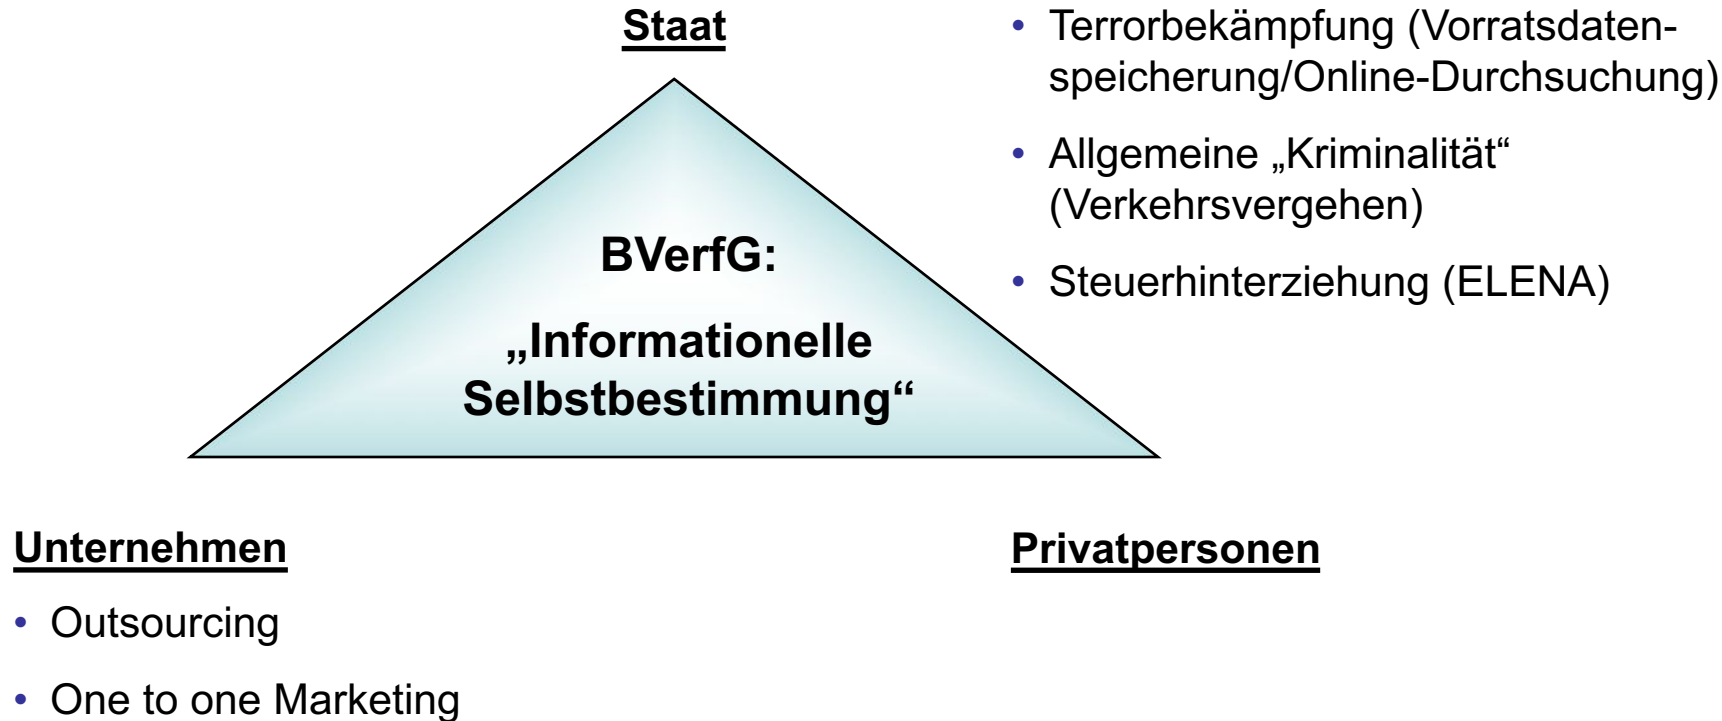 Staat
• Terrorbekämpfung (Vorratsdaten-
speicherung/Online-Durchsuchung)
• Allgemeine „Kriminalität“
(Verkehrsvergehen)
• Steuerhinterziehung (ELENA)
BVerfG:
„Informationelle
Selbstbestimmung“
Unternehmen
• Outsourcing
• One to one Marketing
Privatpersonen